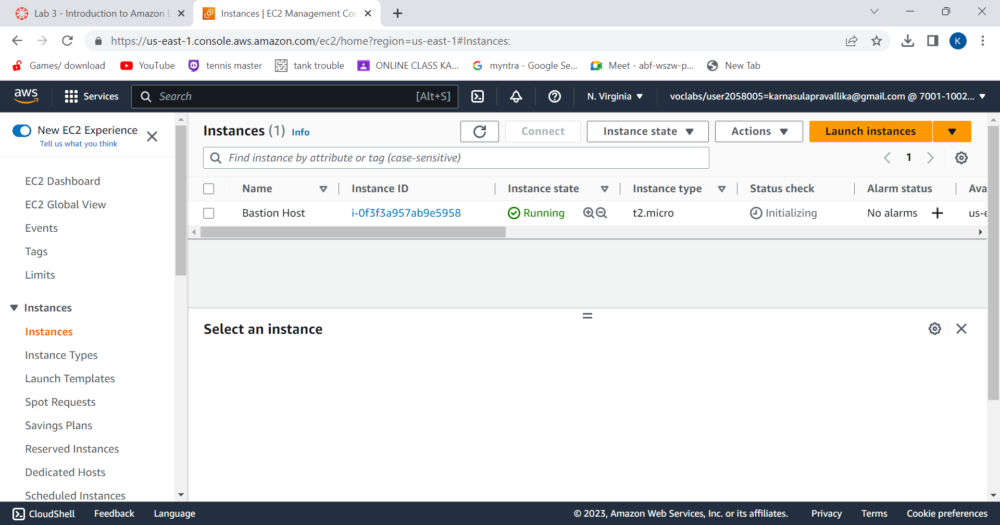 Lab 3 - Introduction to Amazon E
Instances | EC2 Management Con
https://us-east-1.console.aws.amazon.com/ec2/home?region=us-east-1#Instances:
K
Games/ download YouTube tennis master tank trouble ONLINE CLASS KA... myntra - Google Se... Meet - abf-wszw-p... New Tab
aws Services Search [Alt+S] N. Virginia voclabs/user2058005=karnasulapravallika@gmail.com @ 7001-1002...
New EC2 Experience
Tell us what you think
EC2 Dashboard
EC2 Global View
Events
Tags
Limits
Instances
Instances
Instance Types
Launch Templates
Spot Requests
Savings Plans
Reserved Instances
Dedicated Hosts
Scheduled Instances
Instances (1) Info Connect Instance state Actions Launch instances
Find instance by attribute or tag (case-sensitive) 1
Name Instance ID Instance state Instance type Status check Alarm status Ava
Bastion Host i-0f3f3a957ab9e5958 Running t2.micro Initializing No alarms us-e
Select an instance
CloudShell Feedback Language © 2023, Amazon Web Services, Inc. or its affiliates. Privacy Terms Cookie preferences